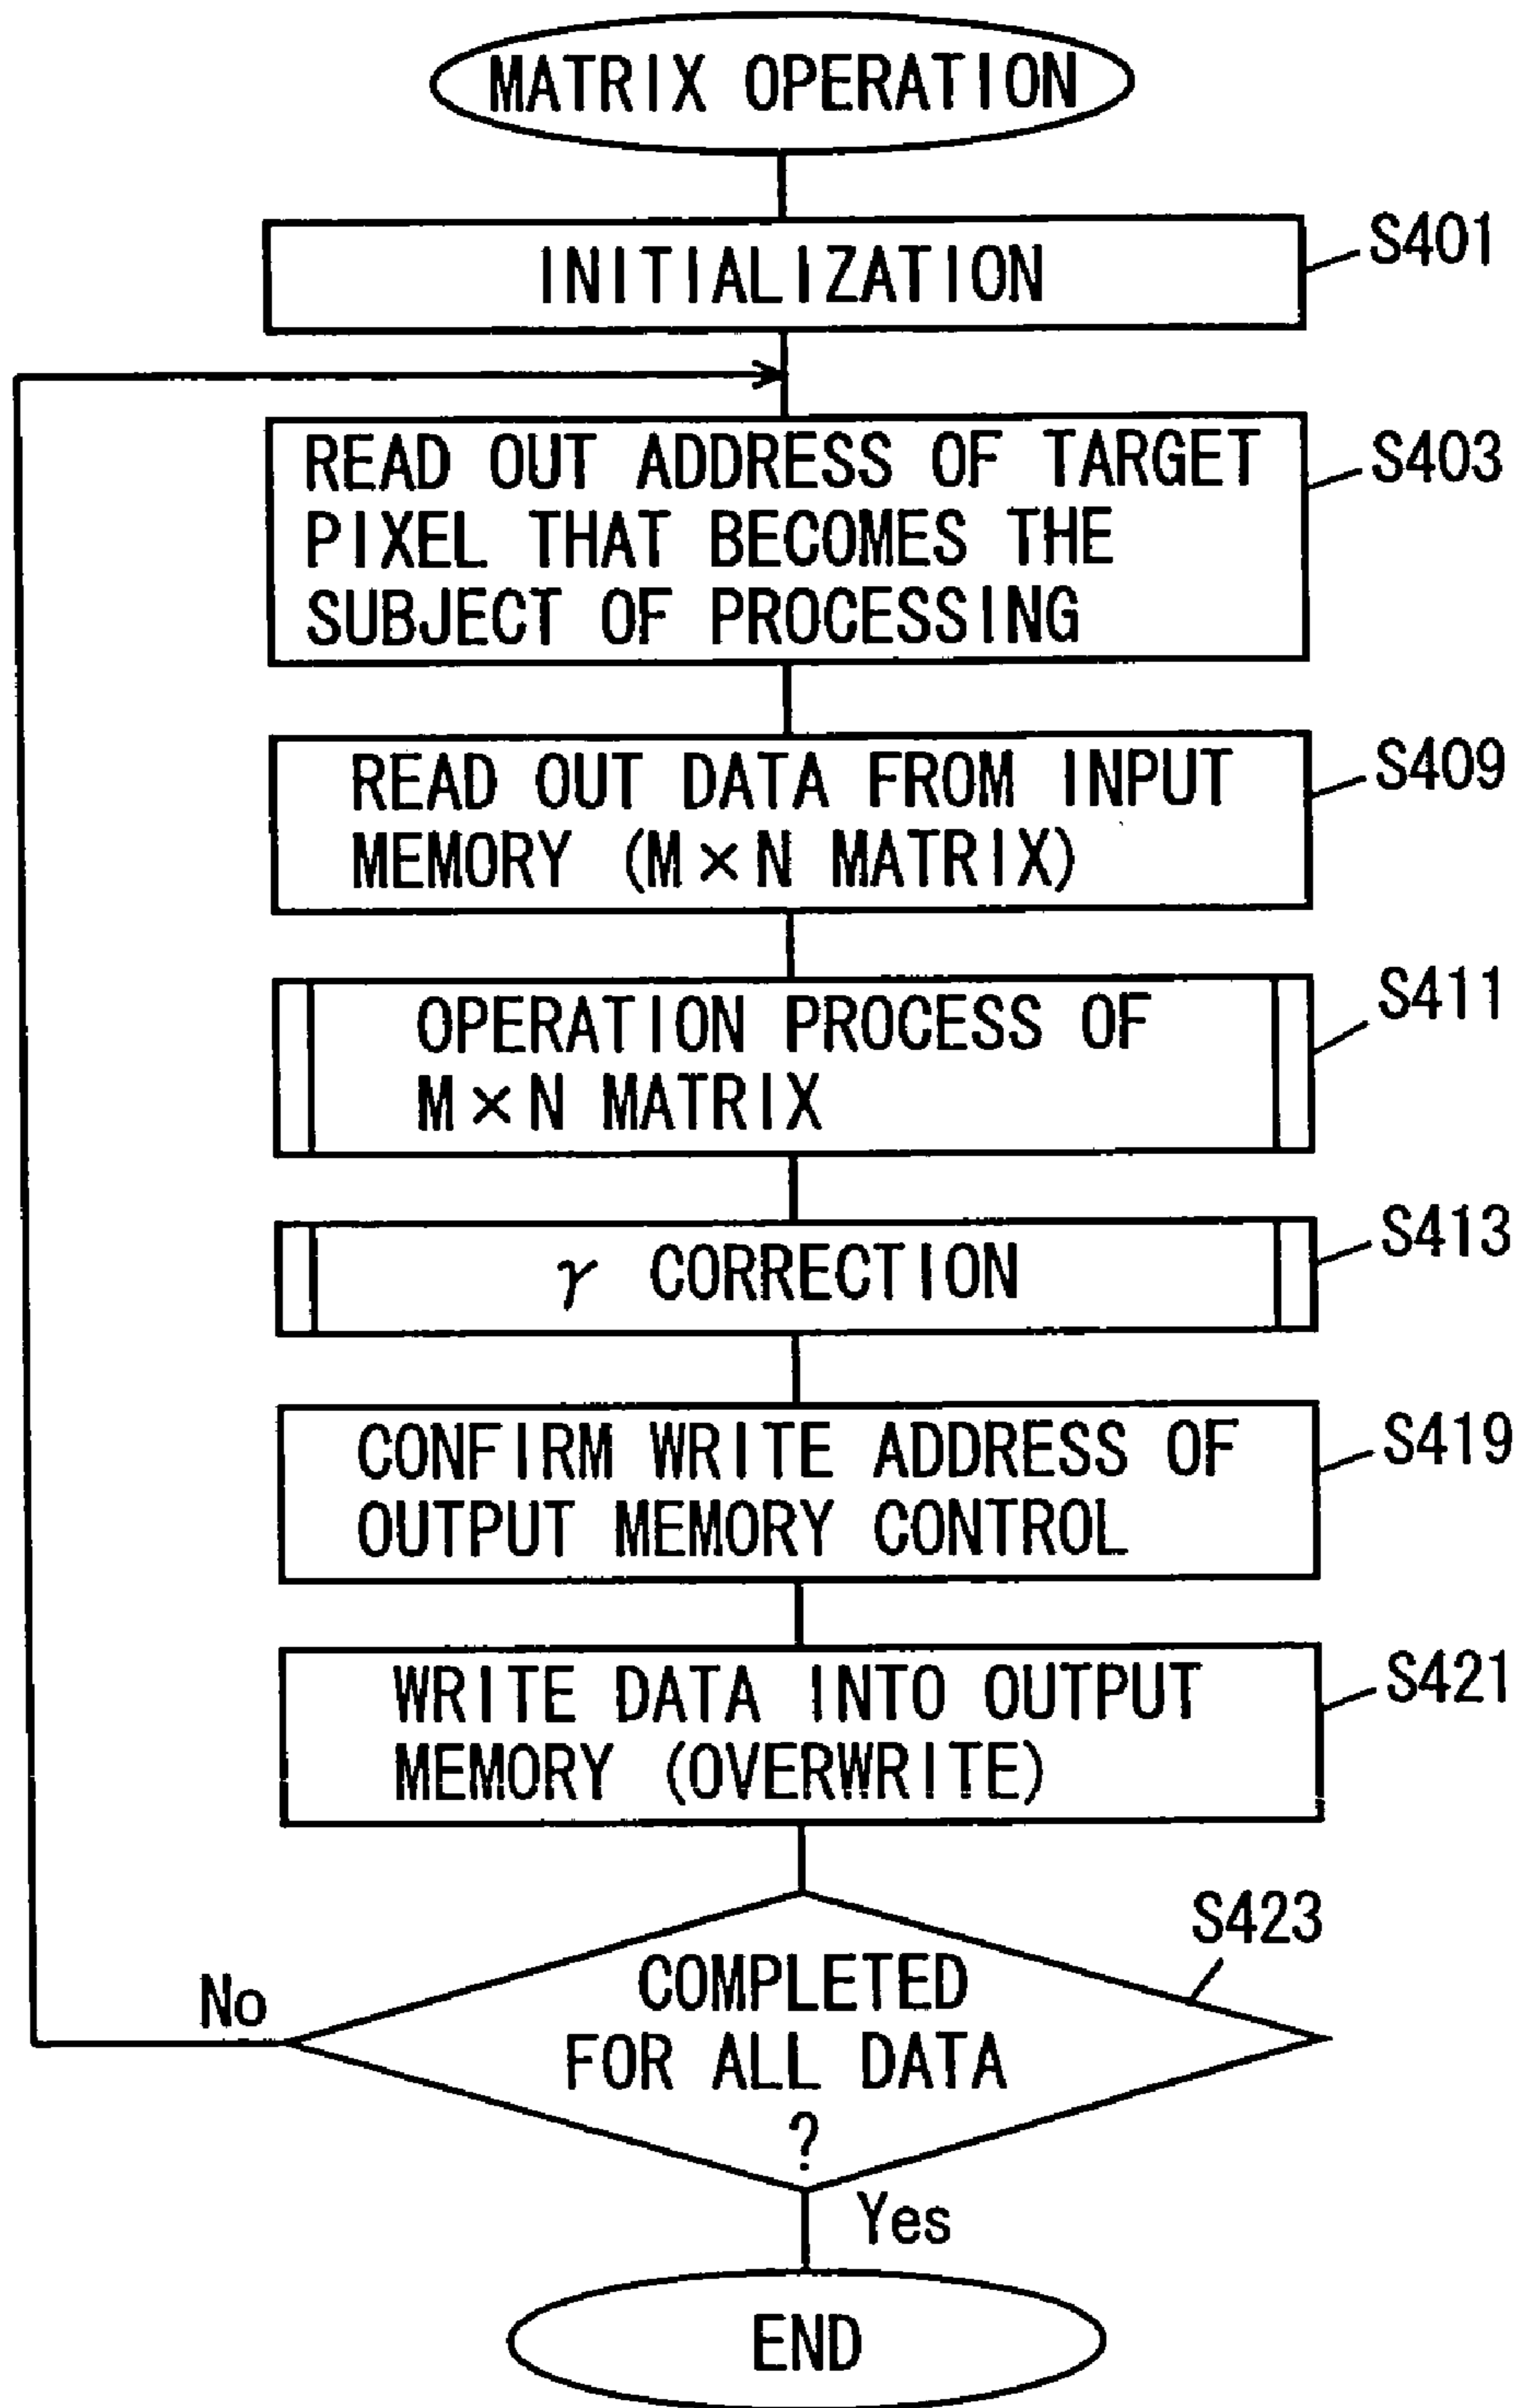 MATRIX OPERATION
INITIALIZATION
S401
READ OUT ADDRESS OF TARGET
PIXEL THAT BECOMES THE
SUBJECT OF PROCESSING
S403
READ OUT DATA FROM INPUT
MEMORY (M×N MATRIX)
S409
OPERATION PROCESS OF
M×N MATRIX
S411
γ CORRECTION
S413
CONFIRM WRITE ADDRESS OF
OUTPUT MEMORY CONTROL
S419
WRITE DATA INTO OUTPUT
MEMORY (OVERWRITE)
S421
COMPLETED
FOR ALL DATA
?
S423
No
Yes
END